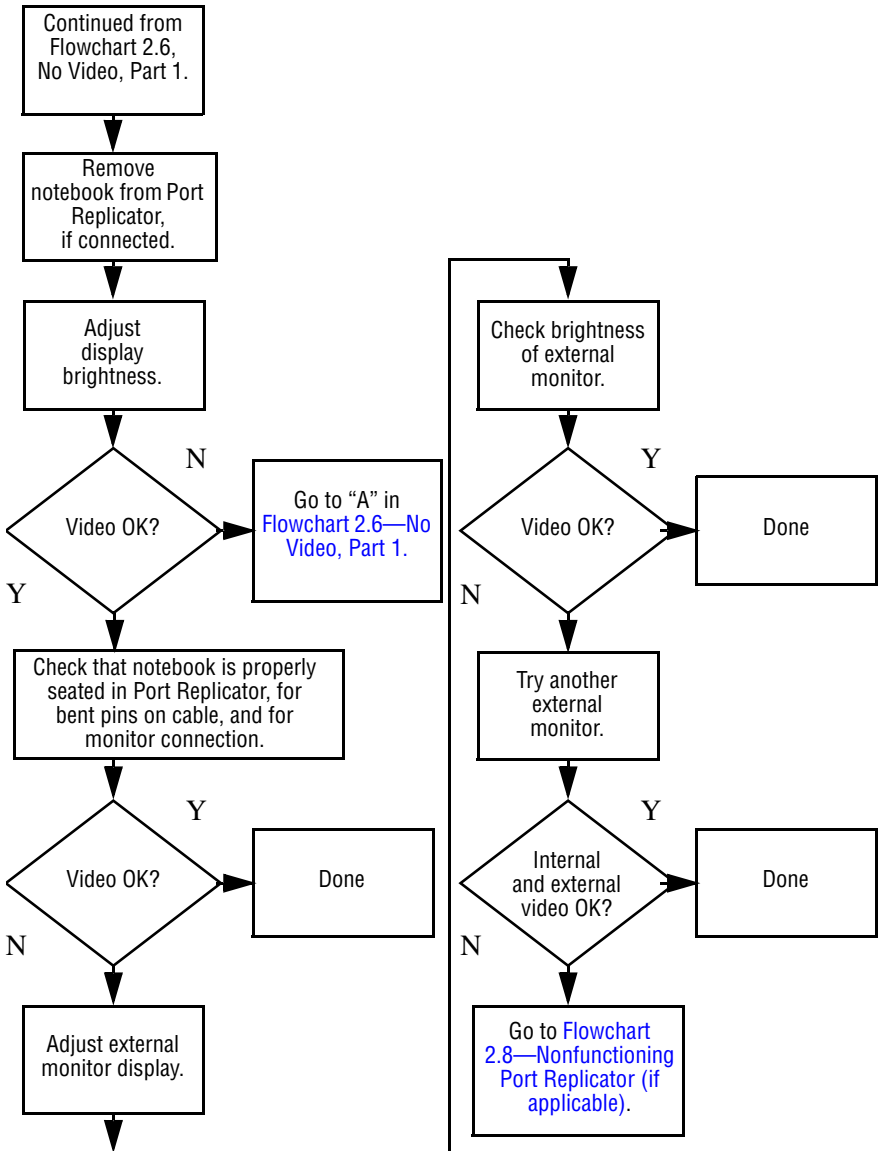 Continued from
Flowchart 2.6,
No Video, Part 1.
Remove
notebook from Port
Replicator,
if connected.
Adjust
display
brightness.
Video OK?
N
Go to “A” in
Flowchart 2.6—No
Video, Part 1.
Y
Check that notebook is properly
seated in Port Replicator, for
bent pins on cable, and for
monitor connection.
Video OK?
Y
Done
N
Adjust external
monitor display.
Check brightness
of external
monitor.
Video OK?
Y
Done
N
Try another
external
monitor.
Internal
and external
video OK?
Y
Done
N
Go to Flowchart
2.8—Nonfunctioning
Port Replicator (if
applicable).